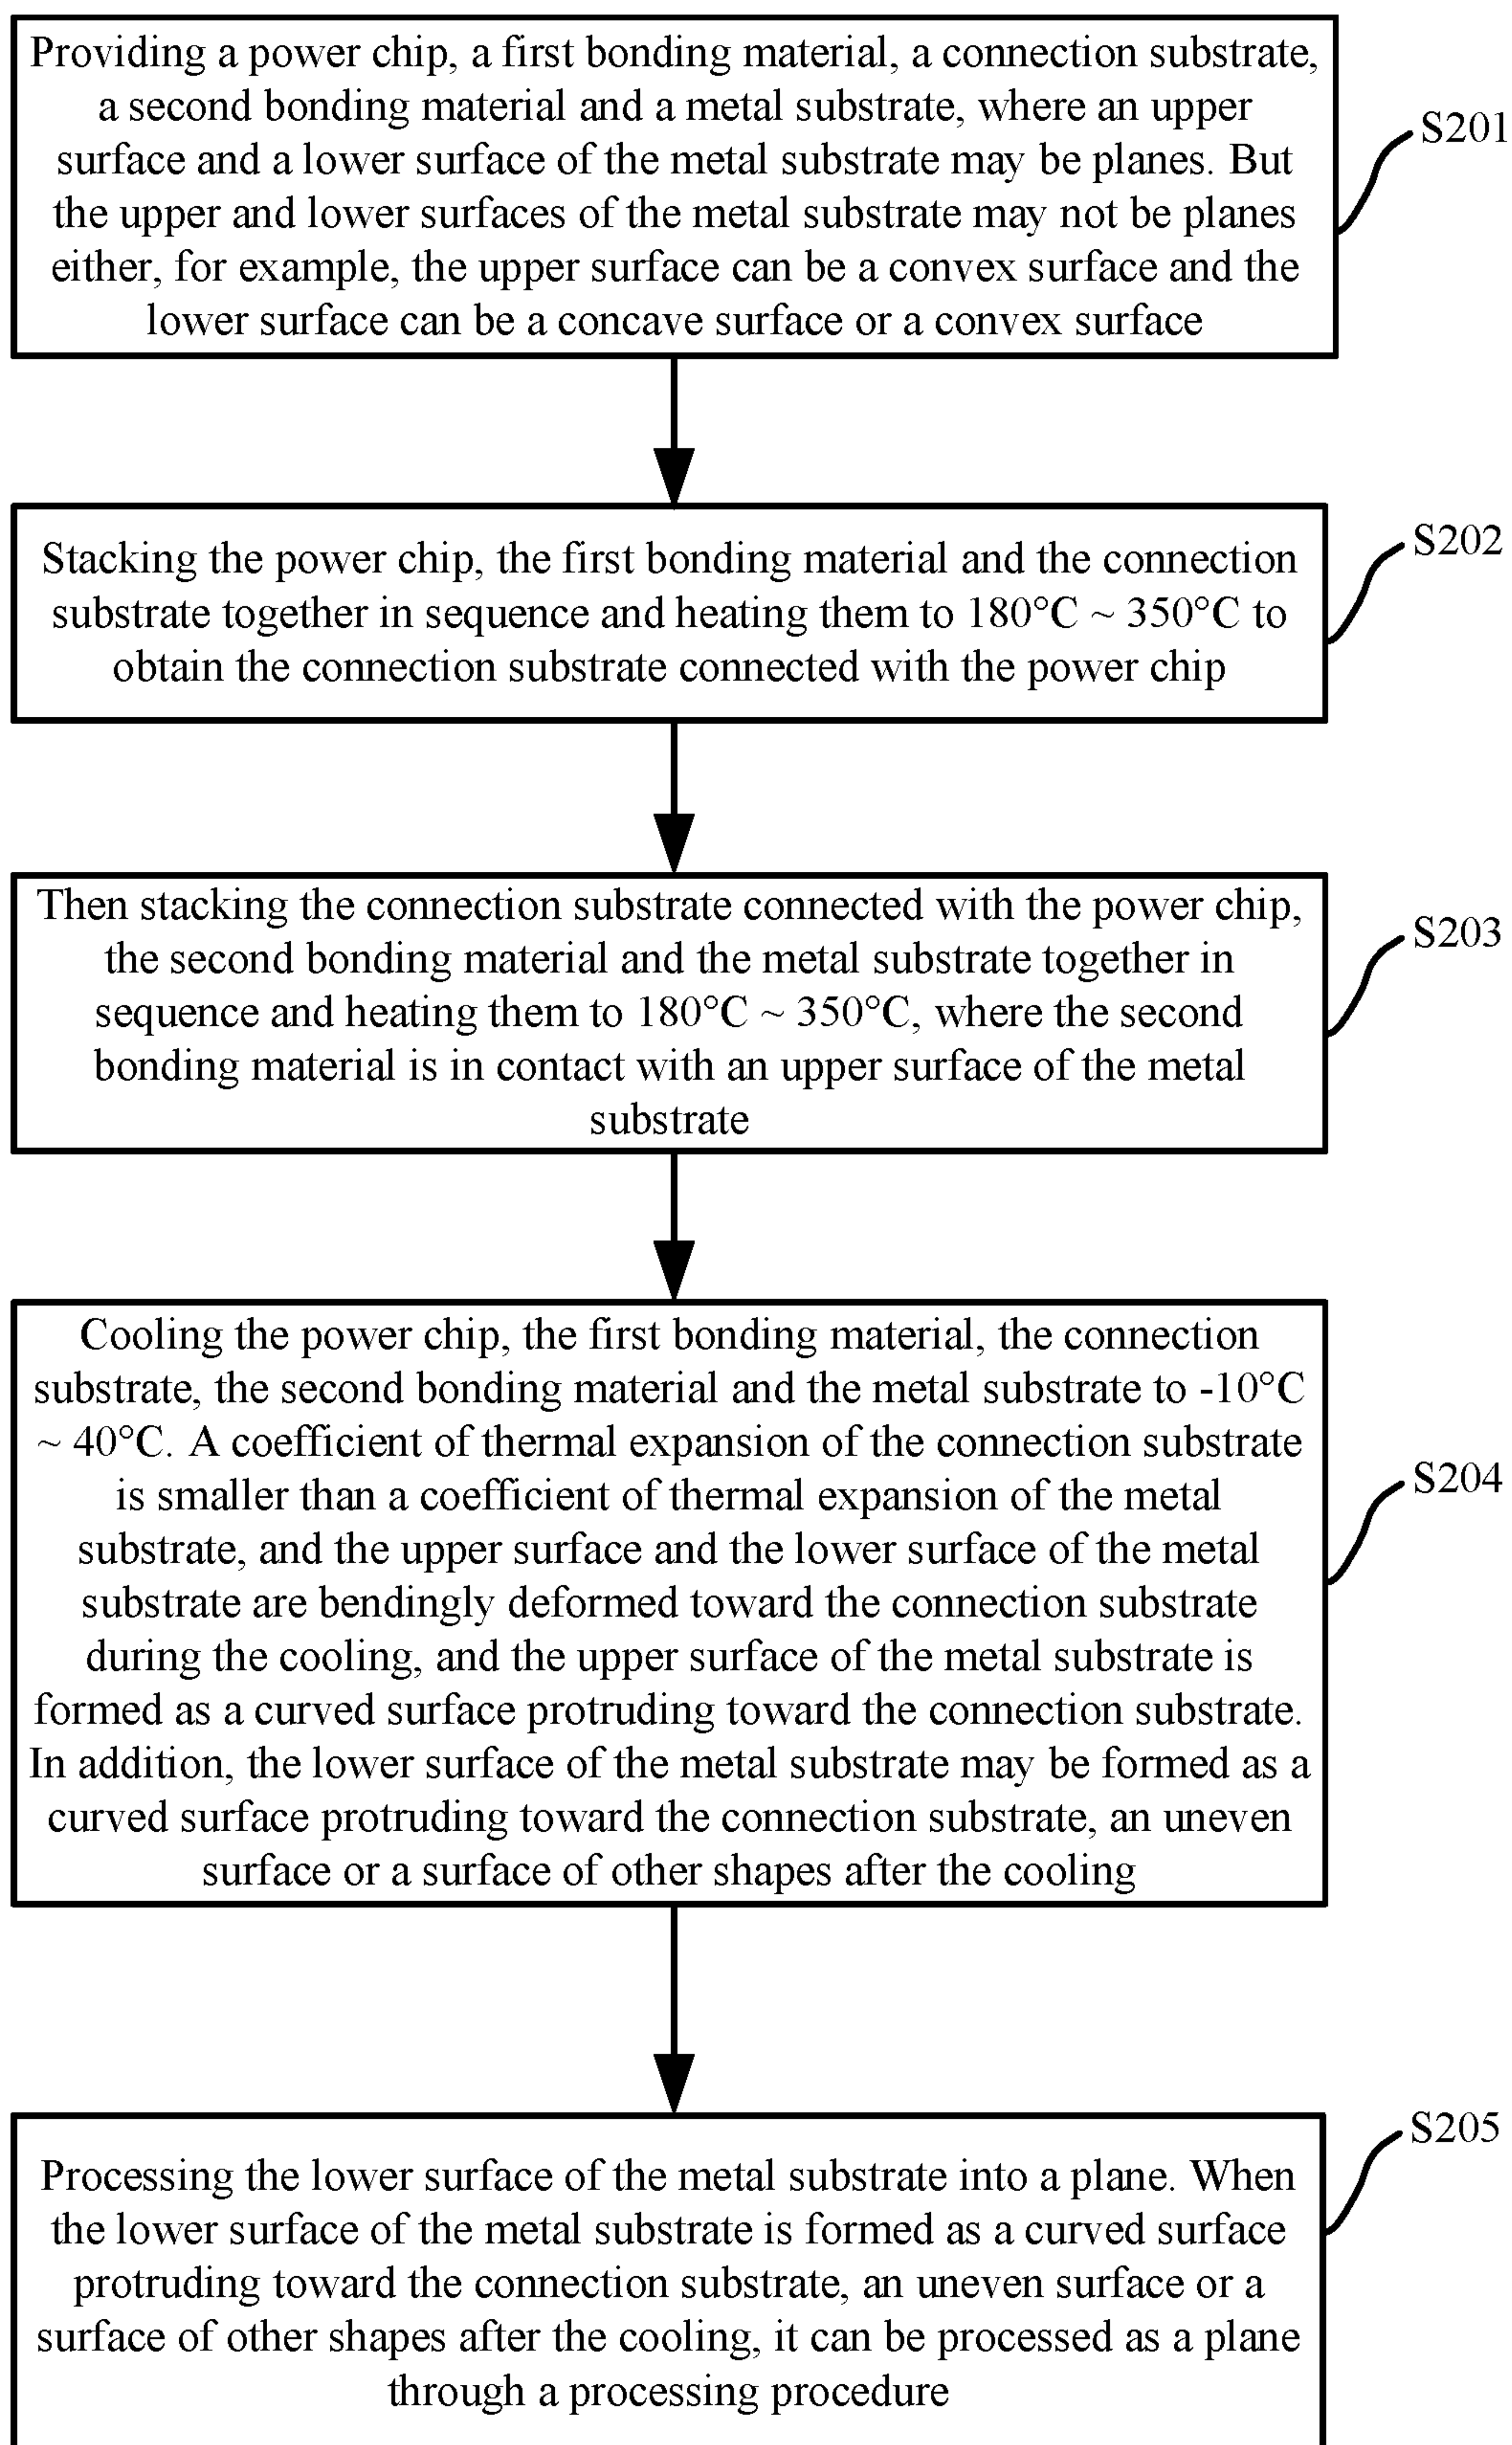 Providing a power chip, a first bonding material, a connection substrate,
a second bonding material and a metal substrate, where an upper
surface and a lower surface of the metal substrate may be planes. But
the upper and lower surfaces of the metal substrate may not be planes
either, for example, the upper surface can be a convex surface and the
lower surface can be a concave surface or a convex surface
S201
Stacking the power chip, the first bonding material and the connection
substrate together in sequence and heating them to 180°C ~ 350°C to
obtain the connection substrate connected with the power chip
S202
Then stacking the connection substrate connected with the power chip,
the second bonding material and the metal substrate together in
sequence and heating them to 180°C ~ 350°C, where the second
bonding material is in contact with an upper surface of the metal
substrate
S203
Cooling the power chip, the first bonding material, the connection
substrate, the second bonding material and the metal substrate to -10°C
~ 40°C. A coefficient of thermal expansion of the connection substrate
is smaller than a coefficient of thermal expansion of the metal
substrate, and the upper surface and the lower surface of the metal
substrate are bendingly deformed toward the connection substrate
during the cooling, and the upper surface of the metal substrate is
formed as a curved surface protruding toward the connection substrate.
In addition, the lower surface of the metal substrate may be formed as a
curved surface protruding toward the connection substrate, an uneven
surface or a surface of other shapes after the cooling
S204
Processing the lower surface of the metal substrate into a plane. When
the lower surface of the metal substrate is formed as a curved surface
protruding toward the connection substrate, an uneven surface or a
surface of other shapes after the cooling, it can be processed as a plane
through a processing procedure
S205